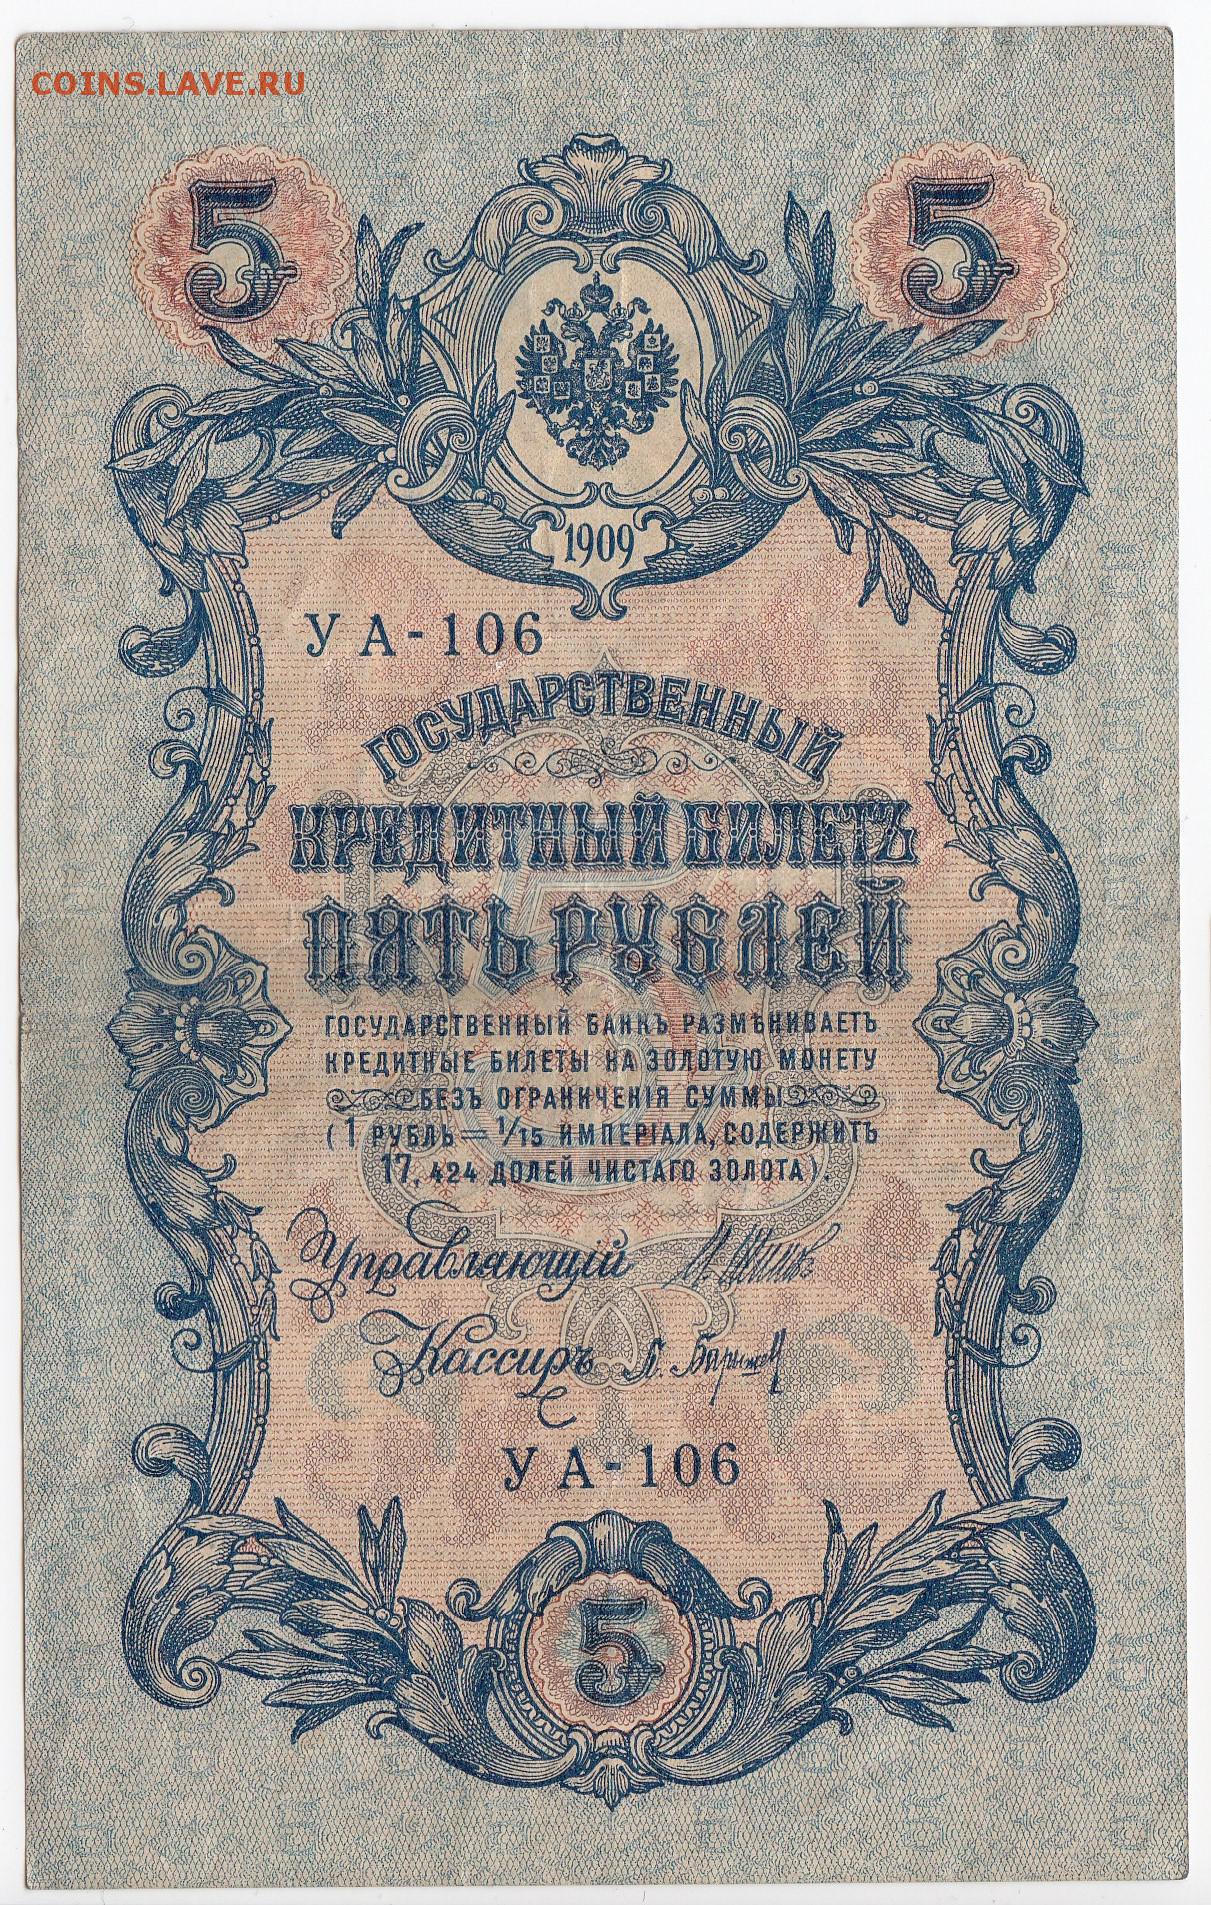 COINS.LAVE.RU
5 5
1909
УА-106
ГОСУДАРСТВЕННЫЙ
КРЕДИТНЫЙ БИЛЕТЪ
ПЯТЬ РУБЛЕЙ
ГОСУДАРСТВЕННЫЙ БАНКЪ РАЗМѢНИВАЕТЪ
КРЕДИТНЫЕ БИЛЕТЫ НА ЗОЛОТУЮ МОНЕТУ
БЕЗЪ ОГРАНИЧЕНІЯ СУММЫ
(1 РУБЛЬ = 1/15 ИМПЕРІАЛА, СОДЕРЖИТЪ
17,424 ДОЛЕЙ ЧИСТАГО ЗОЛОТА).
Управляющій
Кассиръ
УА-106
5